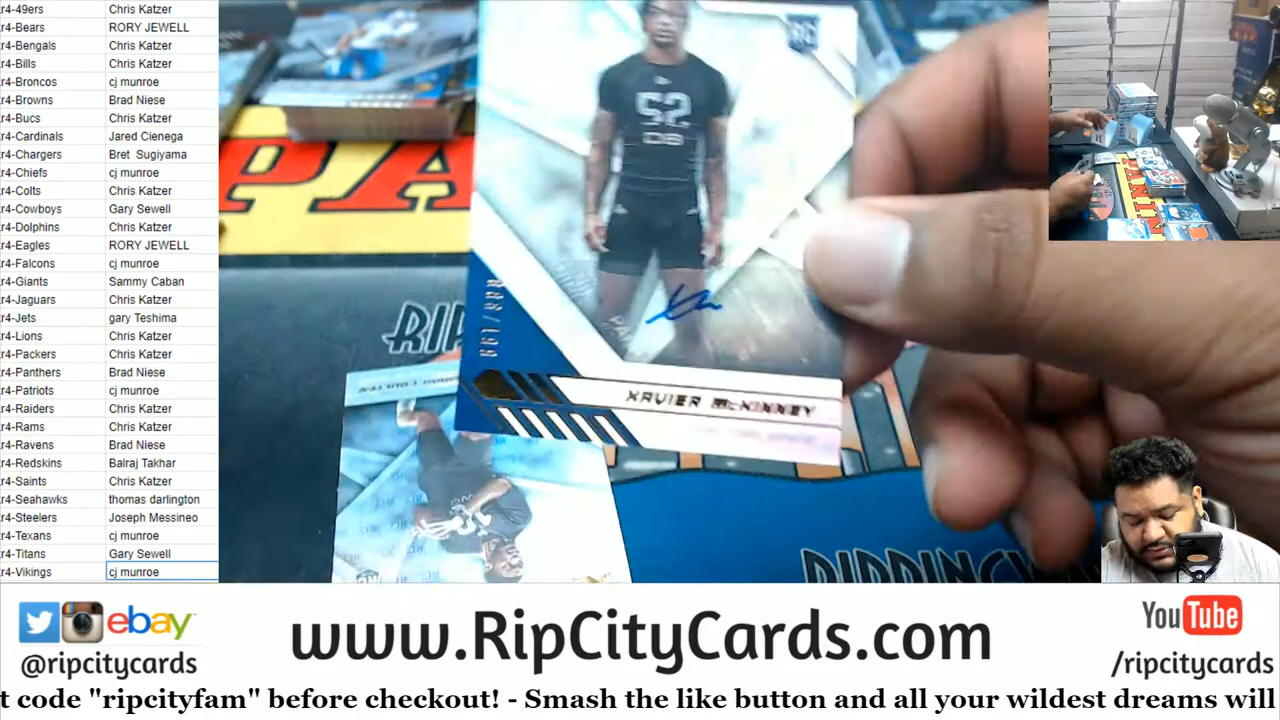 r4-49ers Chris Katzer
r4-Bears RORY JEWELL
r4-Bengals Chris Katzer
r4-Bills Chris Katzer
r4-Broncos cj munroe
r4-Browns Brad Niese
r4-Bucs Chris Katzer
r4-Cardinals Jared Cienega
r4-Chargers Bret Sugiyama
r4-Chiefs cj munroe
r4-Colts Chris Katzer
r4-Cowboys Gary Sewell
r4-Dolphins Chris Katzer
r4-Eagles RORY JEWELL
r4-Falcons cj munroe
r4-Giants Sammy Caban
r4-Jaguars Chris Katzer
r4-Jets gary Teshima
r4-Lions Chris Katzer
r4-Packers Chris Katzer
r4-Panthers Brad Niese
r4-Patriots cj munroe
r4-Raiders Chris Katzer
r4-Rams Chris Katzer
r4-Ravens Brad Niese
r4-Redskins Balraj Takhar
r4-Saints Chris Katzer
r4-Seahawks thomas darlington
r4-Steelers Joseph Messineo
r4-Texans cj munroe
r4-Titans Gary Sewell
r4-Vikings cj munroe
PA
RIP
52
DB
XAVIER McKINNEY
PANINI
ebay
@ripcitycards
www.RipCityCards.com
YouTube
/ripcitycards
t code "ripcityfam" before checkout! - Smash the like button and all your wildest dreams will